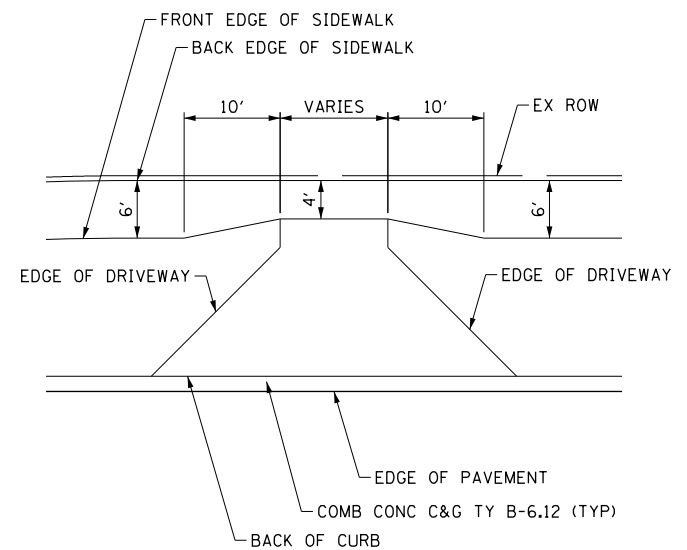 FRONT EDGE OF SIDEWALK
BACK EDGE OF SIDEWALK
10' VARIES 10' EX ROW
6' 4' 6'
EDGE OF DRIVEWAY EDGE OF DRIVEWAY
EDGE OF PAVEMENT
COMB CONC C&G TY B-6.12 (TYP)
BACK OF CURB